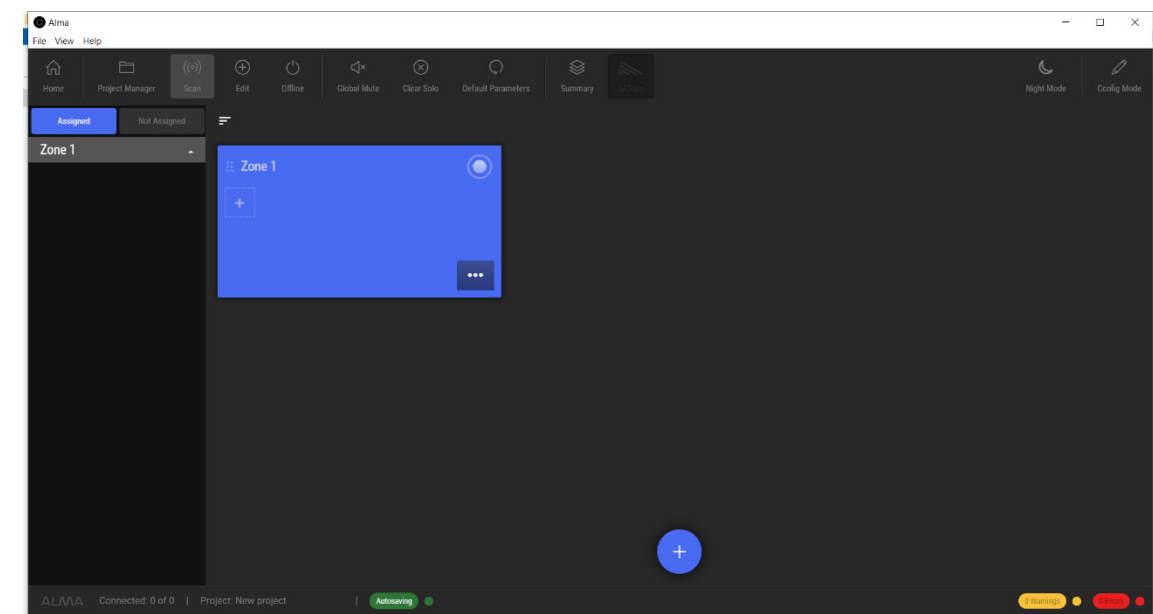 Alma
File View Help
Home Project Manager Scan Edit Offline Global Mute Clear Solo Default Parameters Summary Night Mode Config Mode
Assigned Not Assigned
Zone 1
Zone 1
ALMA Connected: 0 of 0 | Project: New project | Autosaving 0 Warnings 0 Errors